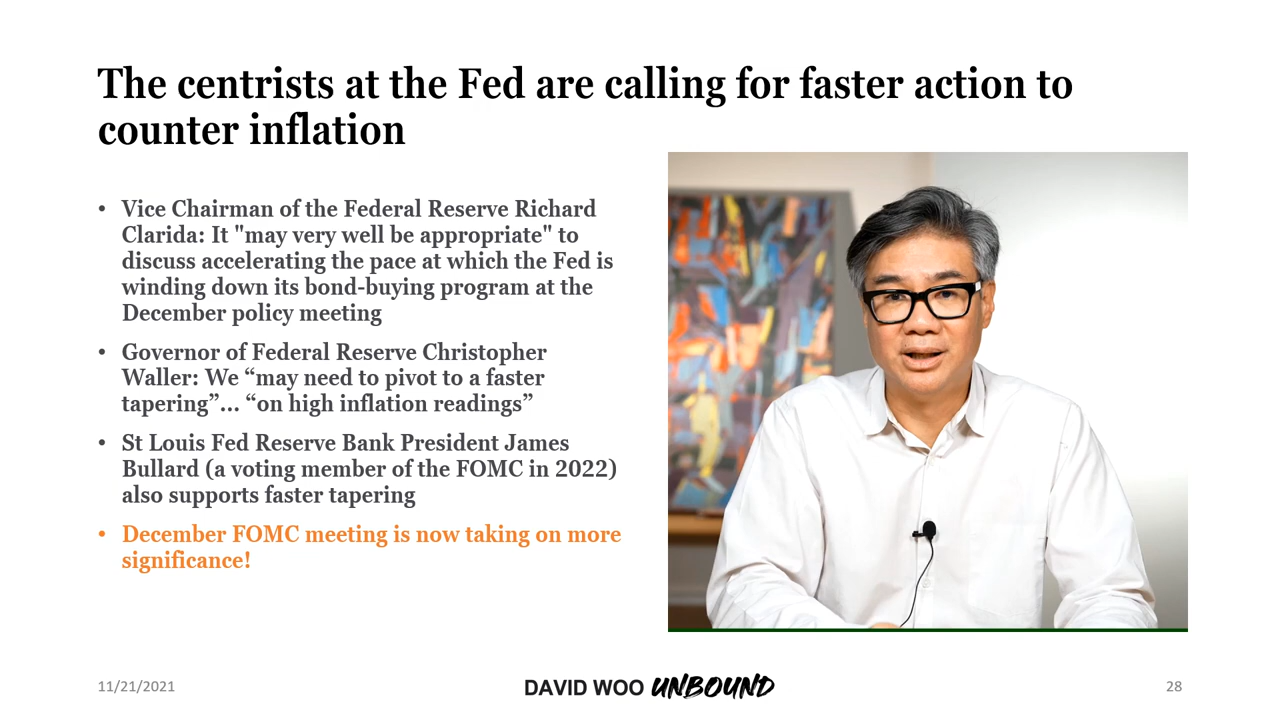 The centrists at the Fed are calling for faster action to
counter inflation
• Vice Chairman of the Federal Reserve Richard
Clarida: It "may very well be appropriate" to
discuss accelerating the pace at which the Fed is
winding down its bond-buying program at the
December policy meeting
• Governor of Federal Reserve Christopher
Waller: We “may need to pivot to a faster
tapering”… “on high inflation readings”
• St Louis Fed Reserve Bank President James
Bullard (a voting member of the FOMC in 2022)
also supports faster tapering
• December FOMC meeting is now taking on more
significance!
11/21/2021
DAVID WOO UNBOUND
28